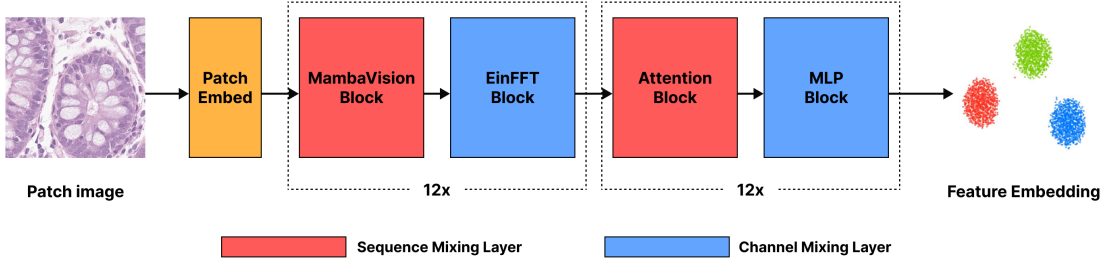 Patch
Embed
MambaVision
Block
EinFFT
Block
Attention
Block
MLP
Block
Patch image
12x
12x
Feature Embedding
Sequence Mixing Layer
Channel Mixing Layer